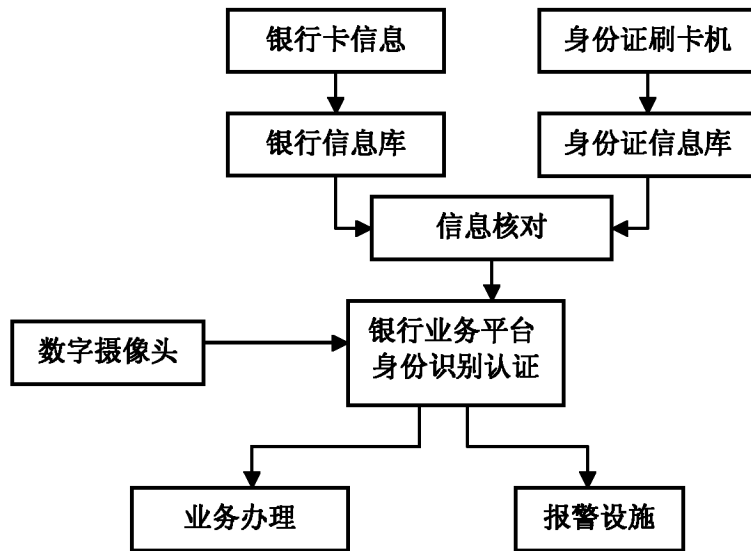 银行卡信息
身份证刷卡机
银行信息库
身份证信息库
信息核对
银行业务平台
身份识别认证
数字摄像头
业务办理
报警设施